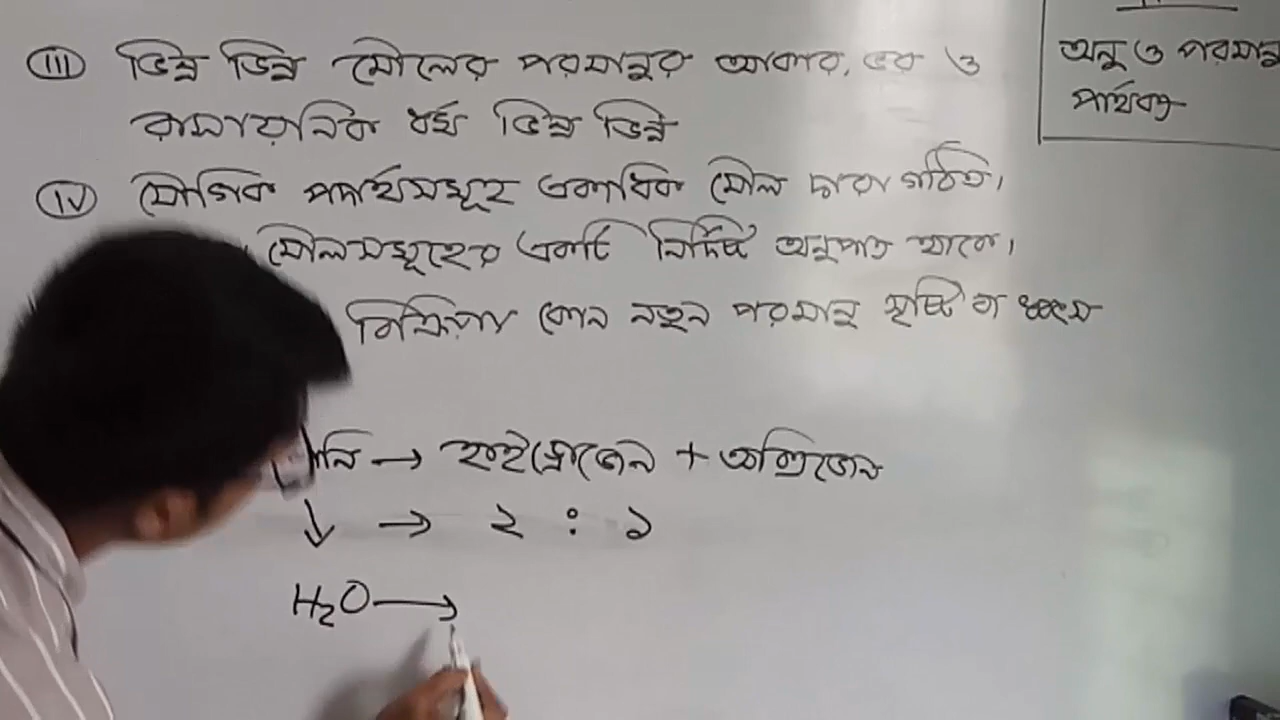 iii ভিন্ন ভিন্ন মৌলের পরমানুর আকার, ভর ও
রাসায়নিক ধর্ম ভিন্ন ভিন্ন
iv যৌগিক পদার্থসমূহ একাধিক মৌল দ্বারা গঠিত।
মৌলসমূহের একটি নির্দিষ্ট অনুপাত থাকে।
বিক্রিয়ায় কোন নতুন পরমানু সৃষ্টি বা ধ্বংস
পানি → হাইড্রোজেন + অক্সিজেন
↓ → ২ : ১
H₂O →
অনু ও পরমানু
পার্থক্য